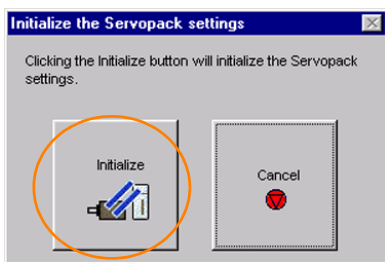 Initialize the Servopack settings
Clicking the Initialize button will initialize the Servopack
settings.
Initialize
Cancel